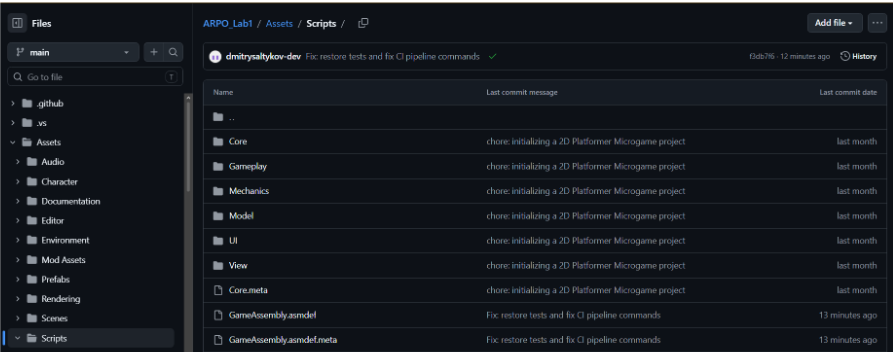 Files
ARPO_Lab1 / Assets / Scripts /
Add file
main
dmitrysaltykov-dev Fix: restore tests and fix CI pipeline commands
f3db7f6 · 12 minutes ago History
Go to file T
Name Last commit message Last commit date
.github
..
.vs
Assets
Core chore: initializing a 2D Platformer Microgame project last month
Audio
Gameplay chore: initializing a 2D Platformer Microgame project last month
Character
Mechanics chore: initializing a 2D Platformer Microgame project last month
Documentation
Model chore: initializing a 2D Platformer Microgame project last month
Editor
Environment
UI chore: initializing a 2D Platformer Microgame project last month
Mod Assets
View chore: initializing a 2D Platformer Microgame project last month
Prefabs
Core.meta chore: initializing a 2D Platformer Microgame project last month
Rendering
Scenes
GameAssembly.asmdef Fix: restore tests and fix CI pipeline commands 13 minutes ago
Scripts
GameAssembly.asmdef.meta Fix: restore tests and fix CI pipeline commands 13 minutes ago